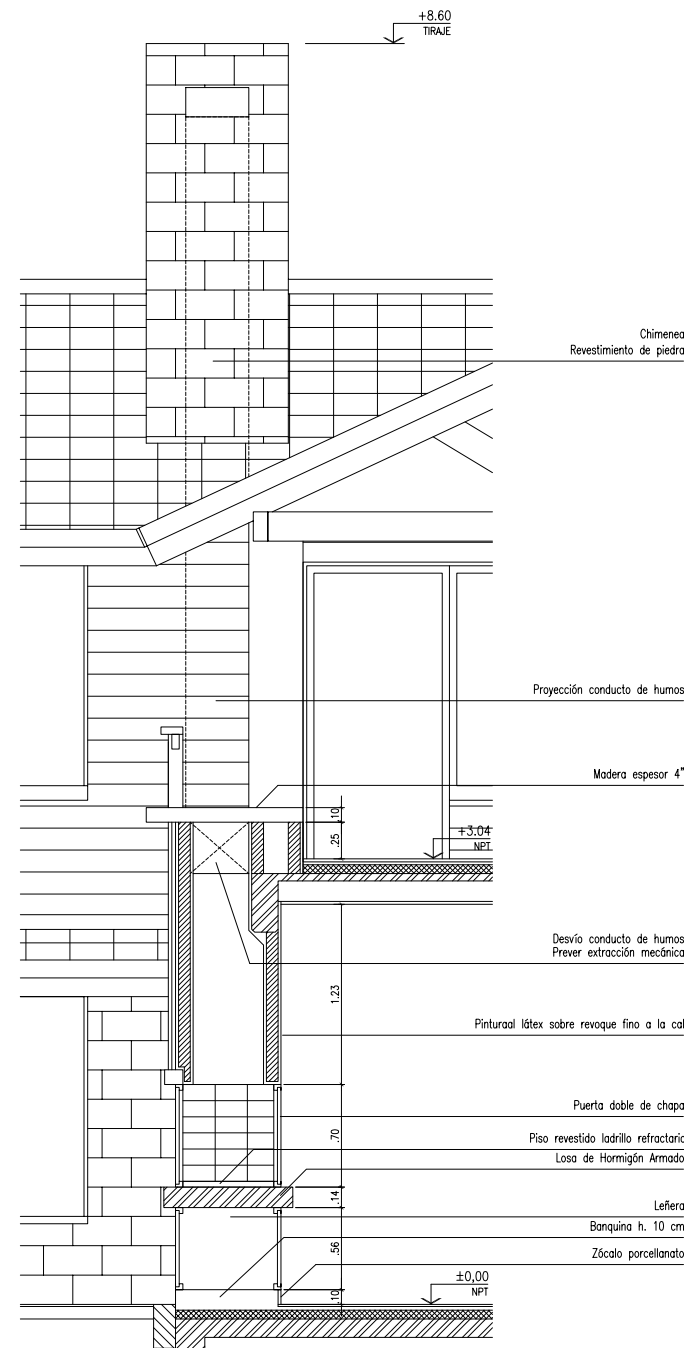 +8.60
TIRAJE
Chimenea
Revestimiento de piedra
Proyección conducto de humos
Madera espesor 4"
.10
.25
+3.04
NPT
Desvío conducto de humos
Prever extracción mecánica
1.23
Pinturaal látex sobre revoque fino a la cal
Puerta doble de chapa
.70
Piso revestido ladrillo refractario
Losa de Hormigón Armado
.14
Leñera
Banquina h. 10 cm
.56
Zócalo porcellanato
±0,00
NPT
.10